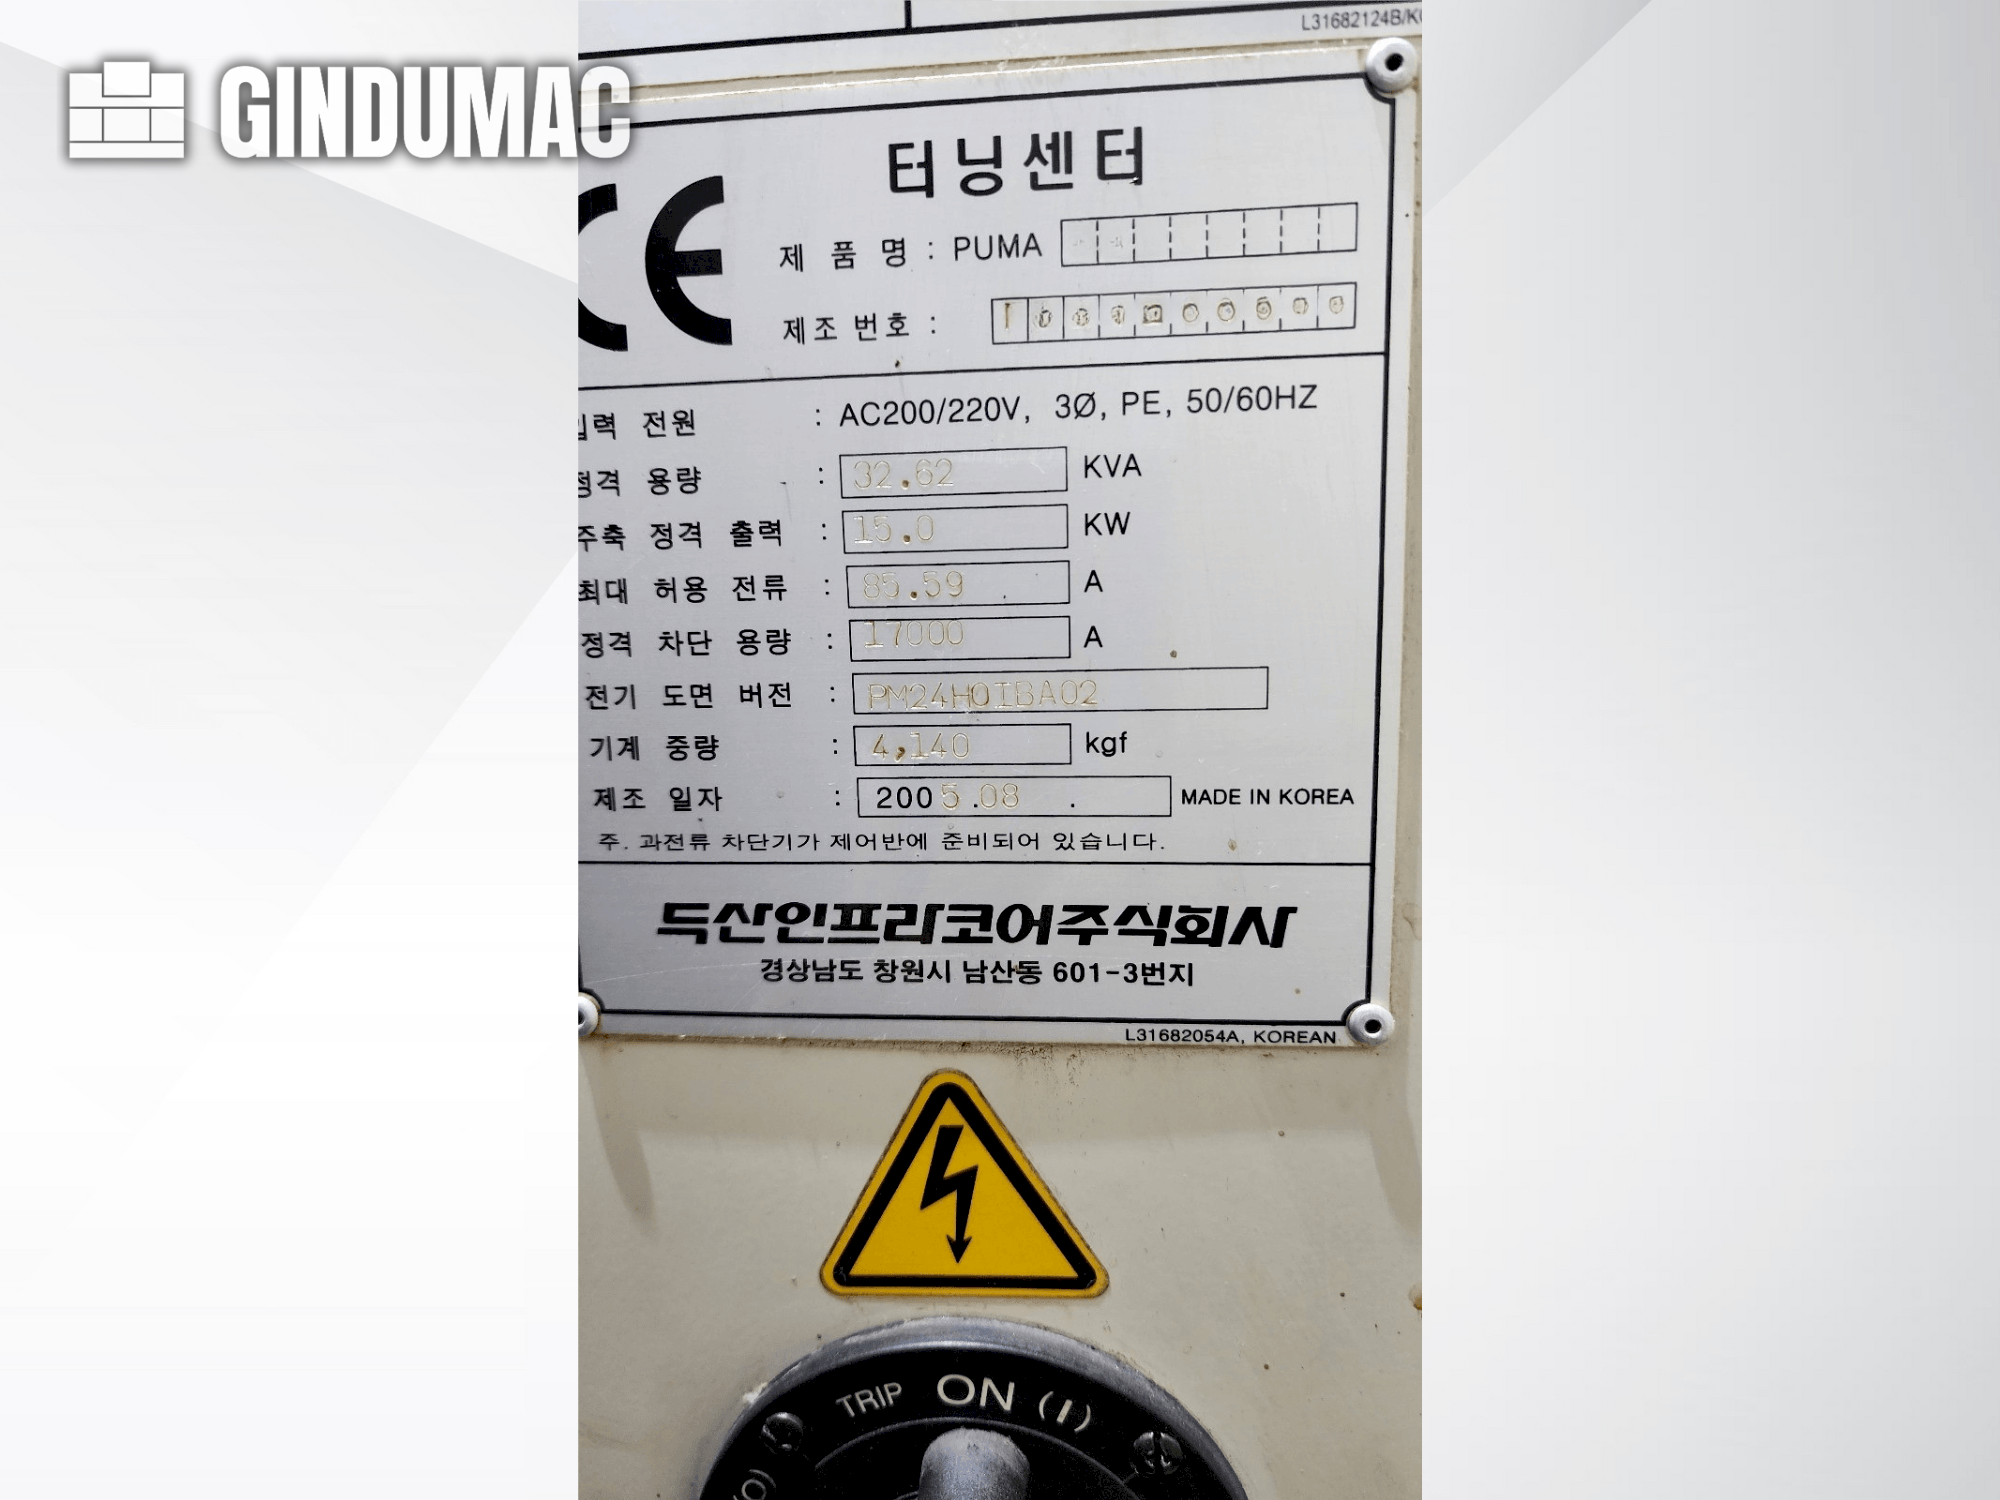 L31682124B/K
GINDUMAC
CE
터닝센터
제 품 명 : PUMA
제조 번호 :
입력 전원 : AC200/220V, 3Ø, PE, 50/60HZ
정격 용량 : 32.62 KVA
주축 정격 출력 : 15.0 KW
최대 허용 전류 : 85.59 A
정격 차단 용량 : 17000 A
전기 도면 버전 : PM24H0IBA02
기계 중량 : 4,140 kgf
제조 일자 : 2005.08 . MADE IN KOREA
주. 과전류 차단기가 제어반에 준비되어 있습니다.
두산인프라코어주식회사
경상남도 창원시 남산동 601-3번지
L31682054A, KOREAN
TRIP ON (I)
(O)